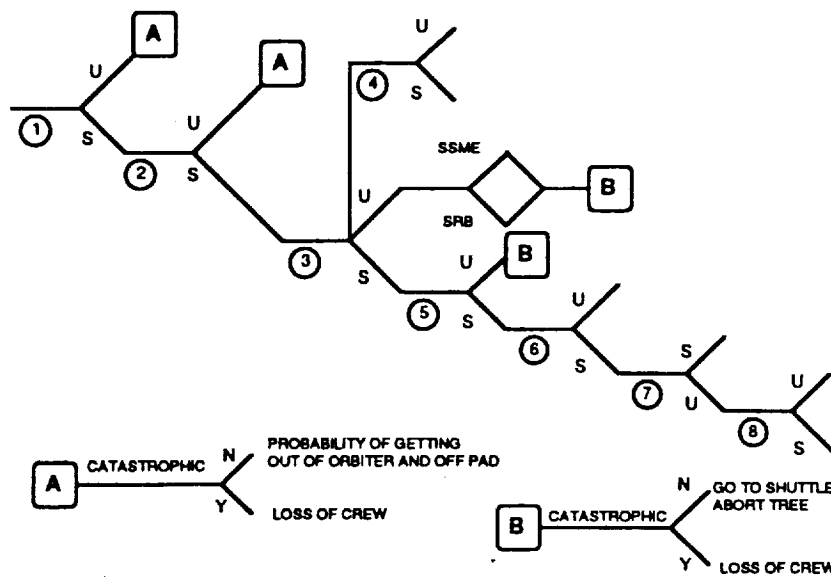 A
A
U
U
4
S
U
1
S
U
S
2
SSME
B
U
SRB
3
S
U
B
5
S
U
6
S
S
7
U
U
8
S
A
CATASTROPHIC
N
PROBABILITY OF GETTING
OUT OF ORBITER AND OFF PAD
Y
LOSS OF CREW
B
CATASTROPHIC
N
GO TO SHUTTLE
ABORT TREE
Y
LOSS OF CREW